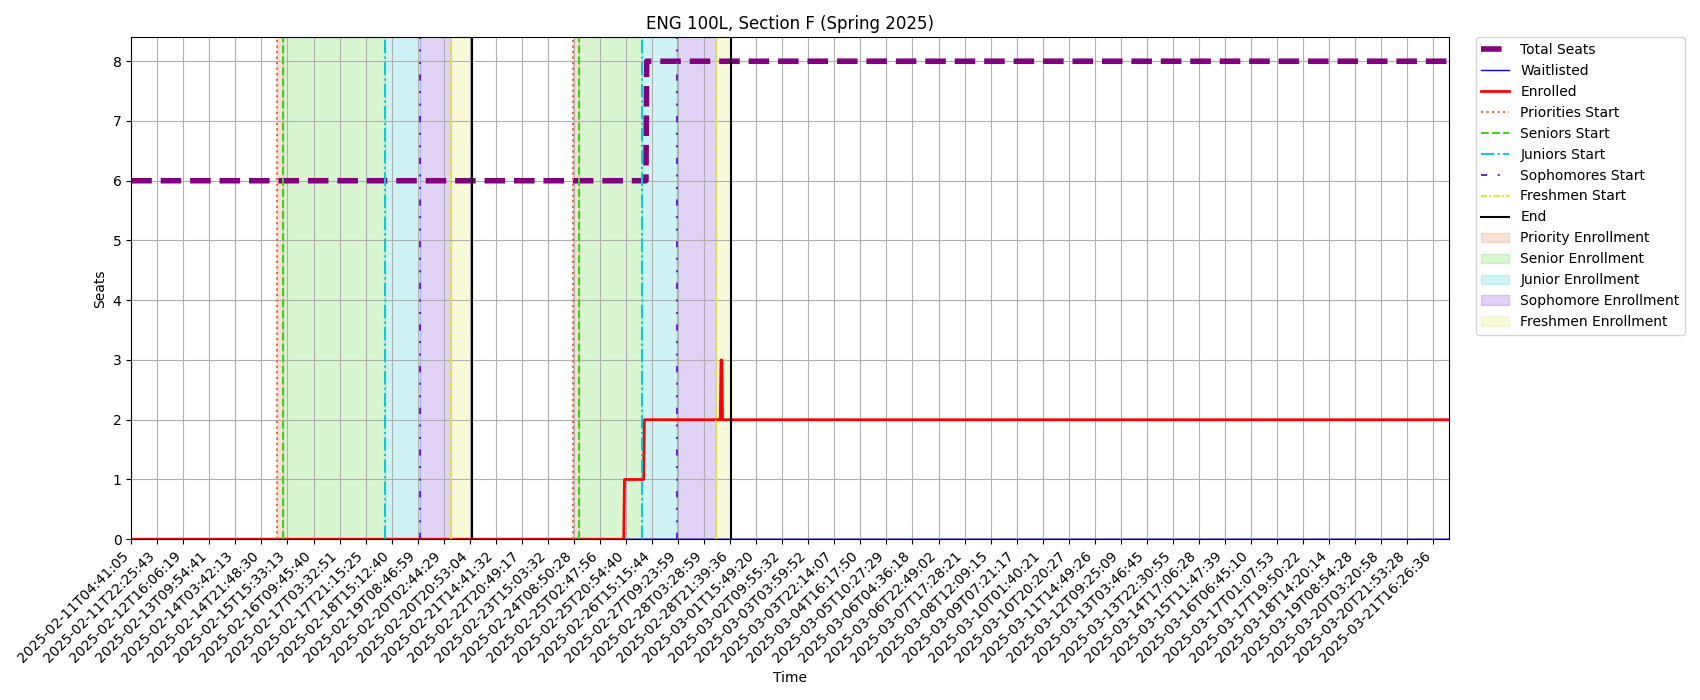 ENG 100L, Section F (Spring 2025)
Seats
8
7
6
5
4
3
2
1
0
2025-02-11T04:41:05
2025-02-11T22:25:43
2025-02-12T16:06:19
2025-02-13T09:54:41
2025-02-14T03:42:13
2025-02-14T21:48:30
2025-02-15T15:33:13
2025-02-16T09:45:40
2025-02-17T03:32:51
2025-02-17T21:15:25
2025-02-18T15:12:40
2025-02-19T08:46:59
2025-02-20T02:44:29
2025-02-20T20:53:04
2025-02-21T14:41:32
2025-02-22T20:49:17
2025-02-23T15:03:32
2025-02-24T08:50:28
2025-02-25T02:47:56
2025-02-25T20:54:40
2025-02-26T15:15:44
2025-02-27T09:23:59
2025-02-28T03:28:59
2025-02-28T21:39:36
2025-03-01T15:49:20
2025-03-02T09:55:32
2025-03-03T03:59:52
2025-03-03T22:14:07
2025-03-04T16:17:50
2025-03-05T10:27:29
2025-03-06T04:36:18
2025-03-06T22:49:02
2025-03-07T17:28:21
2025-03-08T12:09:15
2025-03-09T07:21:17
2025-03-10T01:40:21
2025-03-10T20:20:27
2025-03-11T14:49:26
2025-03-12T09:25:09
2025-03-13T03:46:45
2025-03-13T22:30:55
2025-03-14T17:06:28
2025-03-15T11:47:39
2025-03-16T06:45:10
2025-03-17T01:07:53
2025-03-17T19:50:22
2025-03-18T14:20:14
2025-03-19T08:54:28
2025-03-20T03:20:58
2025-03-20T21:53:28
2025-03-21T16:26:36
Time
Total Seats
Waitlisted
Enrolled
Priorities Start
Seniors Start
Juniors Start
Sophomores Start
Freshmen Start
End
Priority Enrollment
Senior Enrollment
Junior Enrollment
Sophomore Enrollment
Freshmen Enrollment